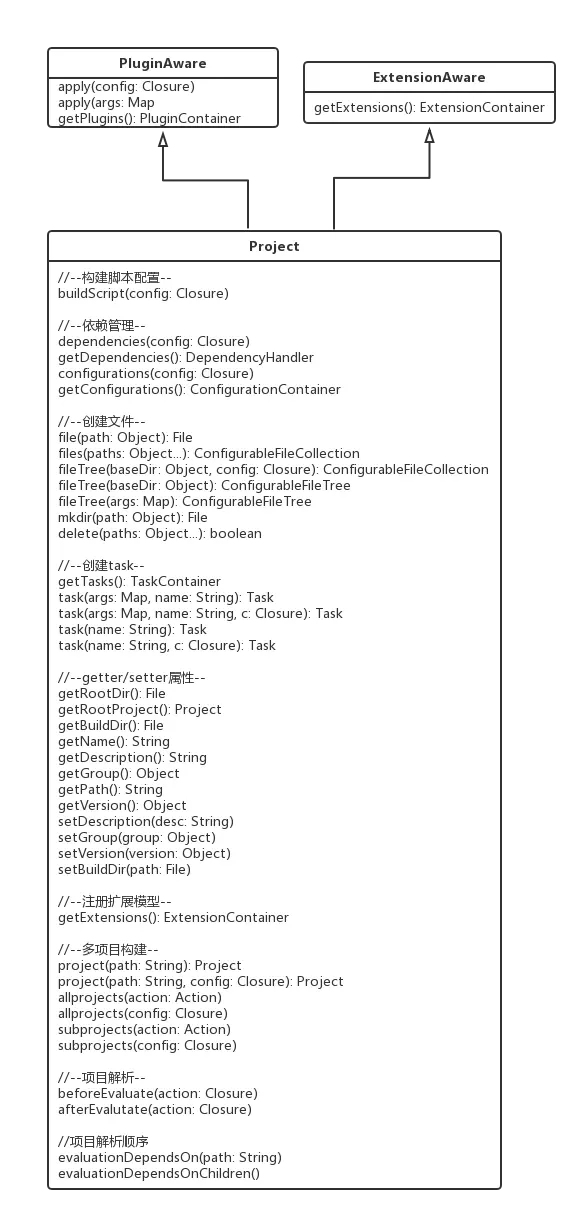 PluginAware
apply(config: Closure)
apply(args: Map
getPlugins(): PluginContainer
ExtensionAware
getExtensions(): ExtensionContainer
Project
//--构建脚本配置--
buildScript(config: Closure)
//--依赖管理--
dependencies(config: Closure)
getDependencies(): DependencyHandler
configurations(config: Closure)
getConfigurations(): ConfigurationContainer
//--创建文件--
file(path: Object): File
files(paths: Object...): ConfigurableFileCollection
fileTree(baseDir: Object, config: Closure): ConfigurableFileCollection
fileTree(baseDir: Object): ConfigurableFileTree
fileTree(args: Map): ConfigurableFileTree
mkdir(path: Object): File
delete(paths: Object...): boolean
//--创建task--
getTasks(): TaskContainer
task(args: Map, name: String): Task
task(args: Map, name: String, c: Closure): Task
task(name: String): Task
task(name: String, c: Closure): Task
//--getter/setter属性--
getRootDir(): File
getRootProject(): Project
getBuildDir(): File
getName(): String
getDescription(): String
getGroup(): Object
getPath(): String
getVersion(): Object
setDescription(desc: String)
setGroup(group: Object)
setVersion(version: Object)
setBuildDir(path: File)
//--注册扩展模型--
getExtensions(): ExtensionContainer
//--多项目构建--
project(path: String): Project
project(path: String, config: Closure): Project
allprojects(action: Action)
allprojects(config: Closure)
subprojects(action: Action)
subprojects(config: Closure)
//--项目解析--
beforeEvaluate(action: Closure)
afterEvalutate(action: Closure)
//项目解析顺序
evaluationDependsOn(path: String)
evaluationDependsOnChildren()